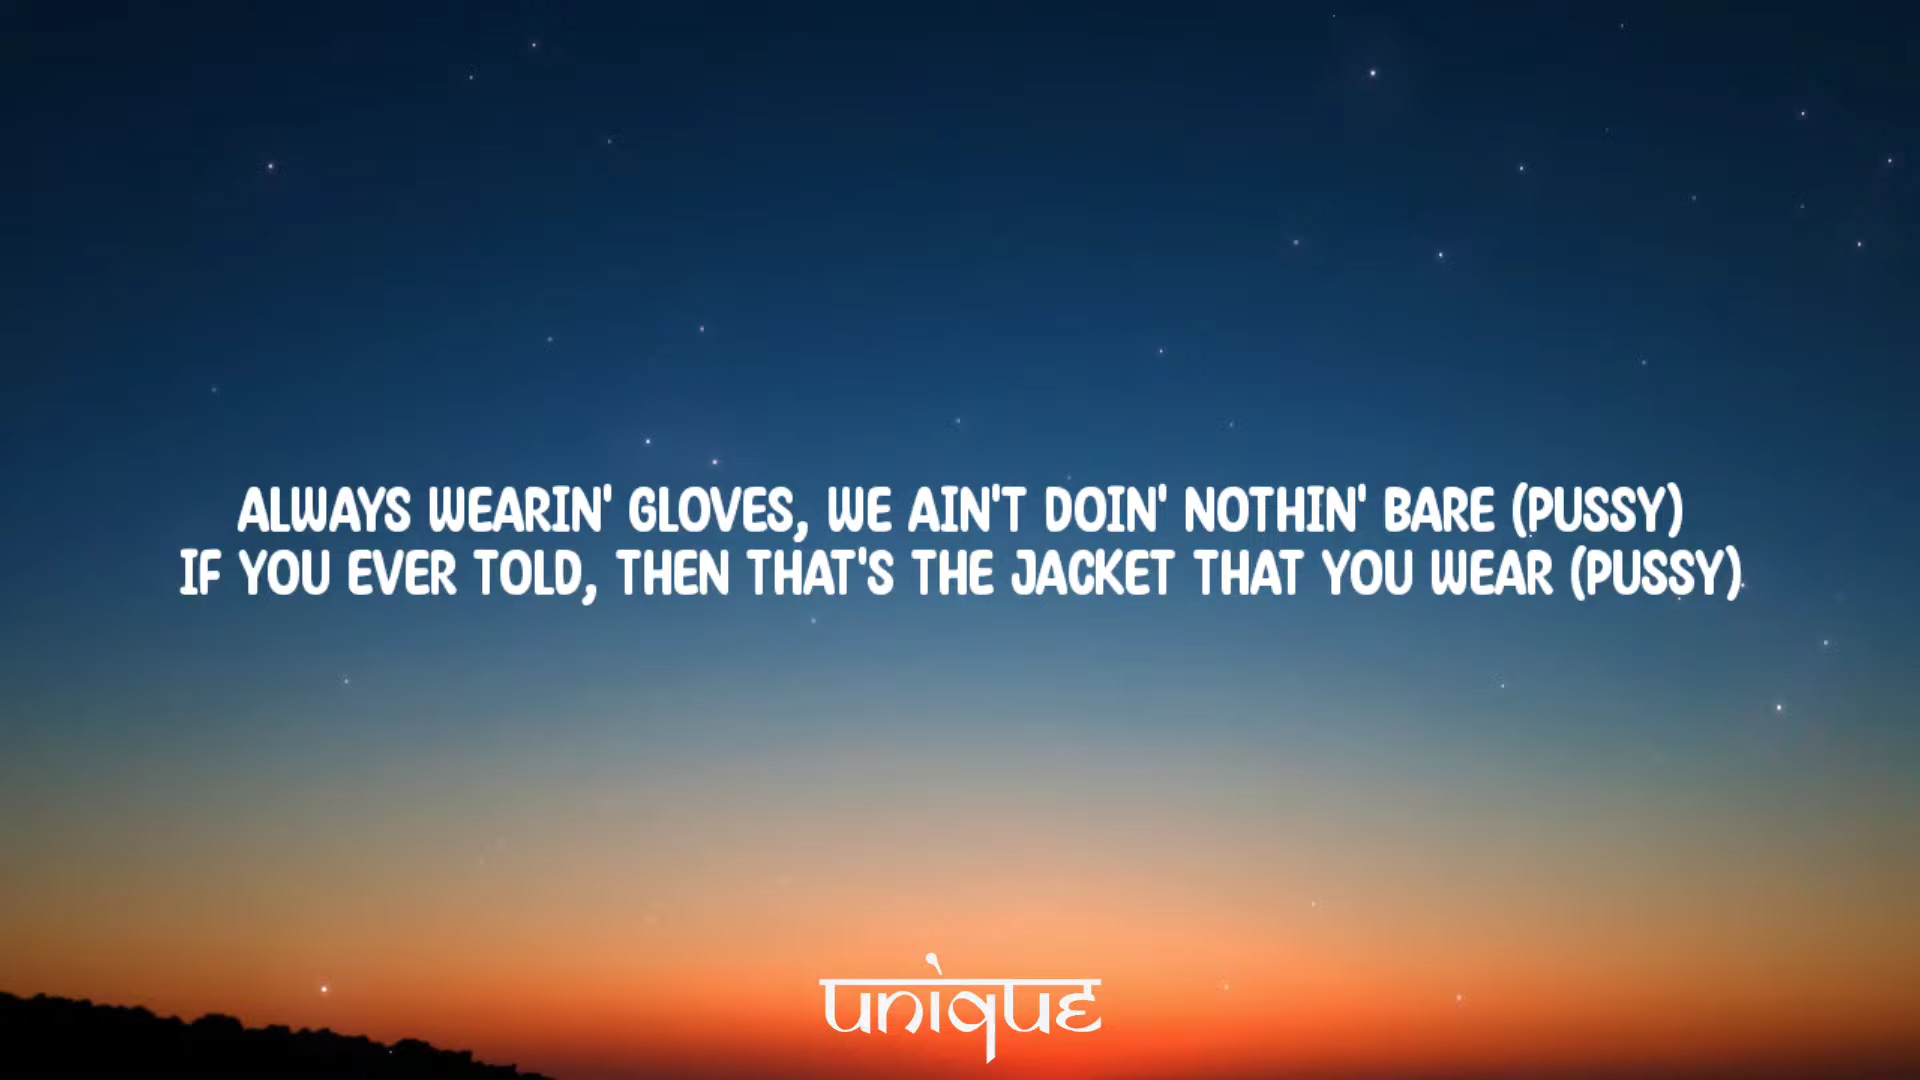 ALWAYS WEARIN' GLOVES, WE AIN'T DOIN' NOTHIN' BARE (PUSSY)
IF YOU EVER TOLD, THEN THAT'S THE JACKET THAT YOU WEAR (PUSSY)
unique